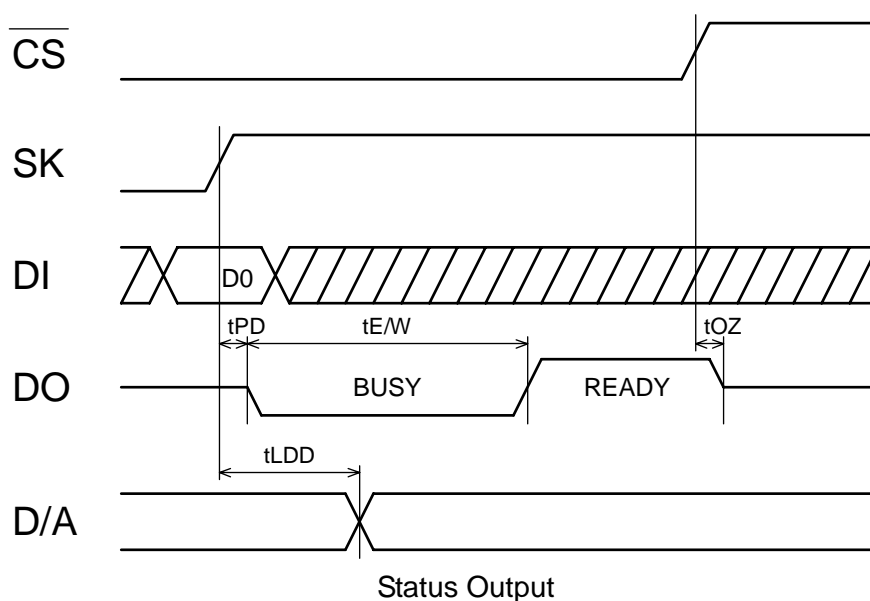 CS
SK
DI
D0
tPD
tE/W
tOZ
DO
BUSY
READY
tLDD
D/A
Status Output